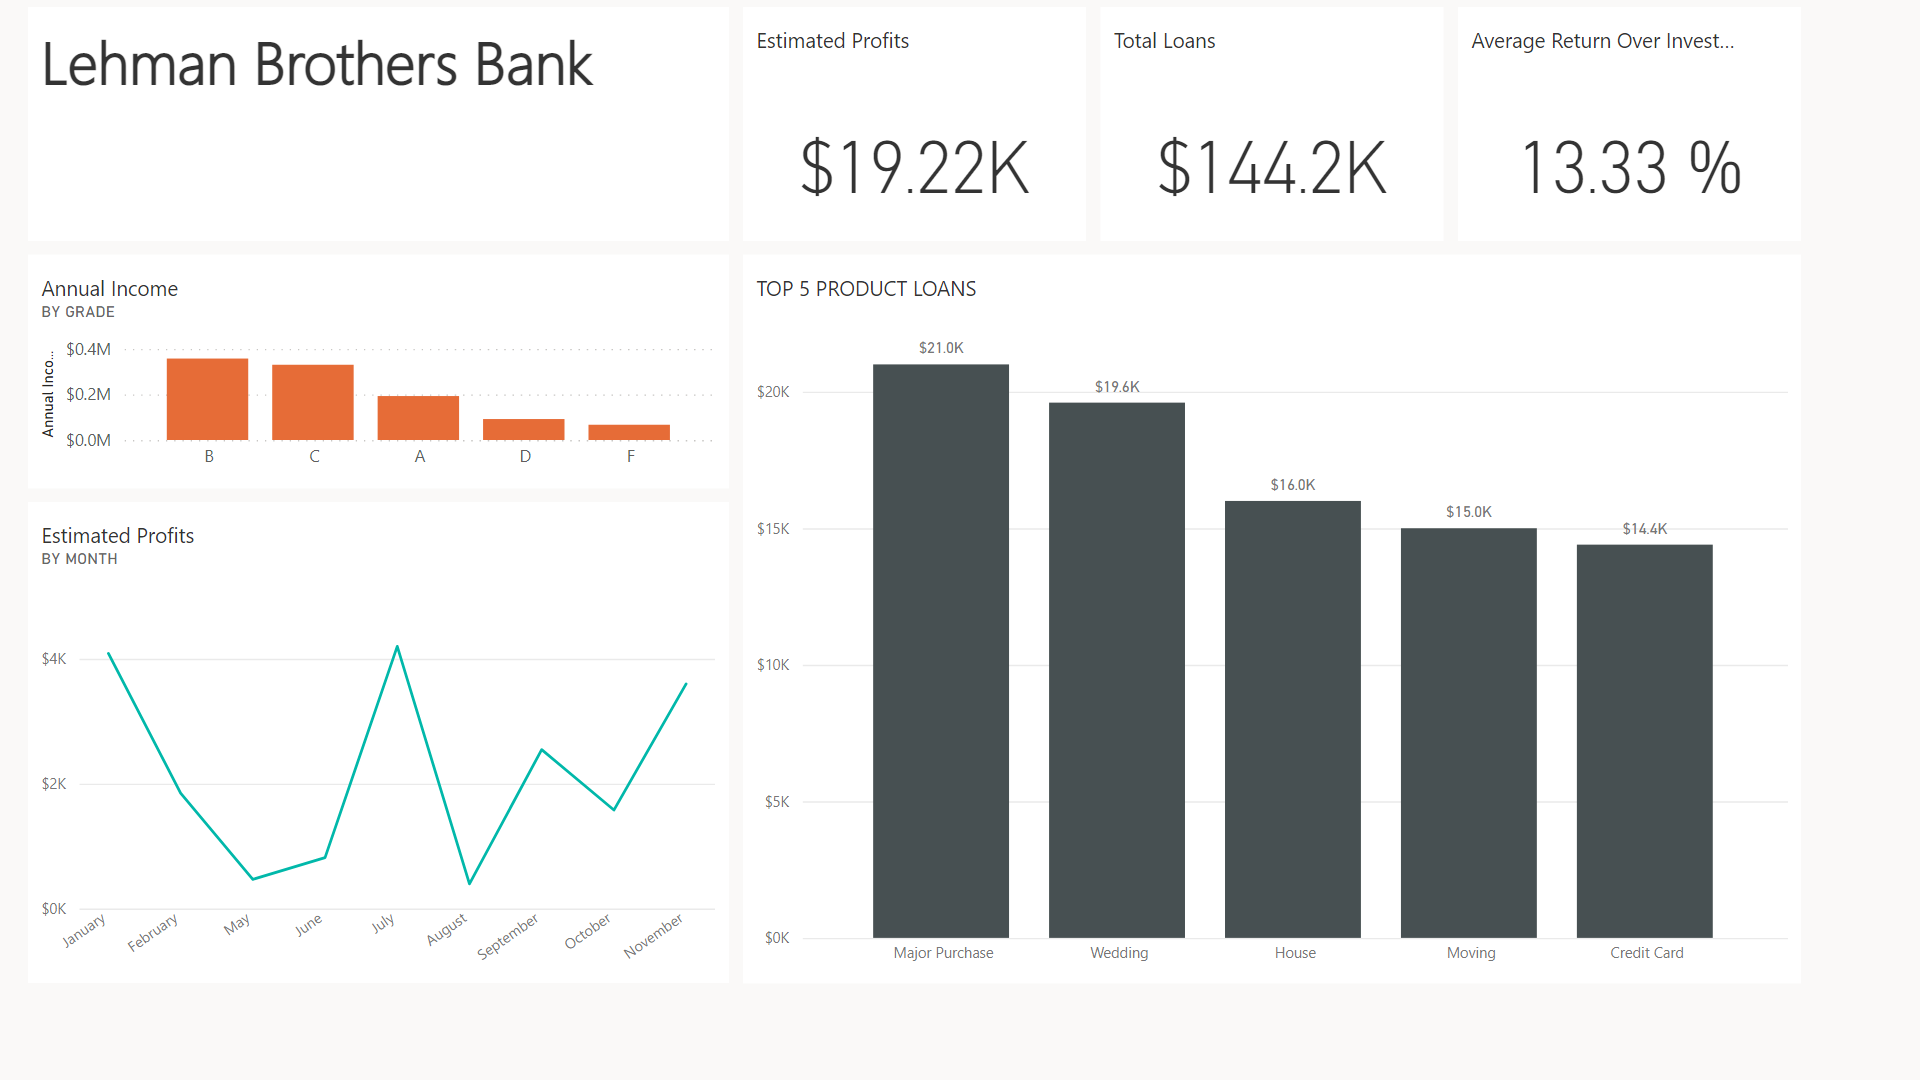 Lehman Brothers Bank
Estimated Profits
$19.22K
Total Loans
$144.2K
Average Return Over Invest...
13.33 %
Annual Income
BY GRADE
Annual Inco...
$0.4M
$0.2M
$0.0M
B C A D F
Estimated Profits
BY MONTH
$4K
$2K
$0K
January February May June July August September October November
TOP 5 PRODUCT LOANS
$20K
$15K
$10K
$5K
$0K
$21.0K
$19.6K
$16.0K
$15.0K
$14.4K
Major Purchase Wedding House Moving Credit Card